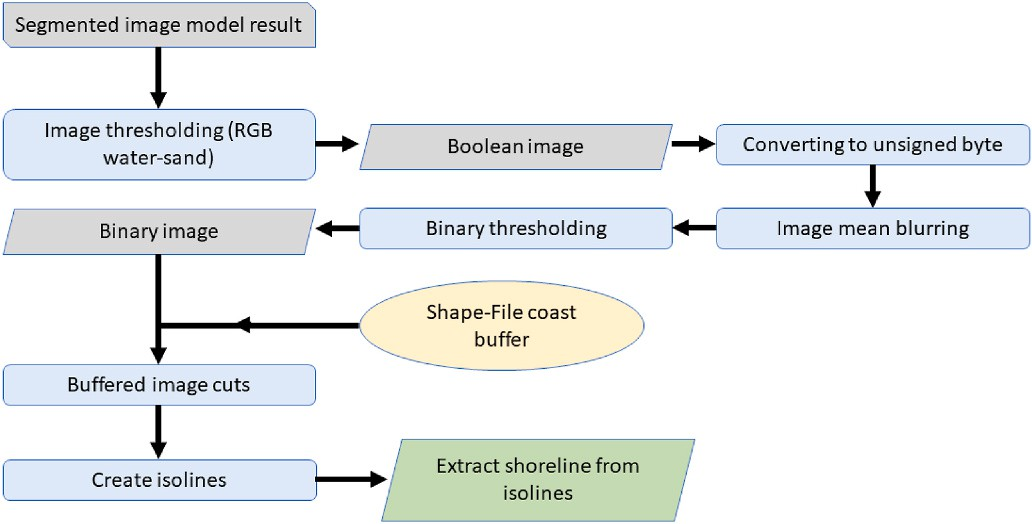 Segmented image model result
Image thresholding (RGB
water-sand)
Boolean image
Converting to unsigned byte
Image mean blurring
Binary thresholding
Binary image
Shape-File coast
buffer
Buffered image cuts
Create isolines
Extract shoreline from
isolines